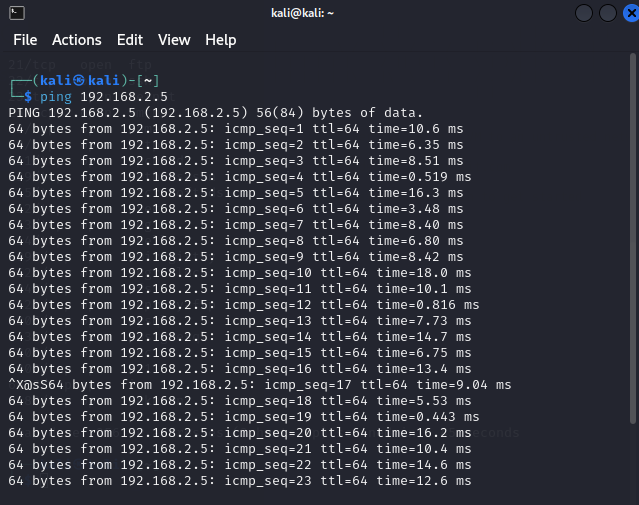 kali@kali: ~
File Actions Edit View Help
21/tcp open ftp
┌──(kali㉿kali)-[~]
└─$ ping 192.168.2.5
PING 192.168.2.5 (192.168.2.5) 56(84) bytes of data.
64 bytes from 192.168.2.5: icmp_seq=1 ttl=64 time=10.6 ms
64 bytes from 192.168.2.5: icmp_seq=2 ttl=64 time=6.35 ms
64 bytes from 192.168.2.5: icmp_seq=3 ttl=64 time=8.51 ms
64 bytes from 192.168.2.5: icmp_seq=4 ttl=64 time=0.519 ms
64 bytes from 192.168.2.5: icmp_seq=5 ttl=64 time=16.3 ms
64 bytes from 192.168.2.5: icmp_seq=6 ttl=64 time=3.48 ms
64 bytes from 192.168.2.5: icmp_seq=7 ttl=64 time=8.40 ms
64 bytes from 192.168.2.5: icmp_seq=8 ttl=64 time=6.80 ms
64 bytes from 192.168.2.5: icmp_seq=9 ttl=64 time=8.42 ms
64 bytes from 192.168.2.5: icmp_seq=10 ttl=64 time=18.0 ms
64 bytes from 192.168.2.5: icmp_seq=11 ttl=64 time=10.1 ms
64 bytes from 192.168.2.5: icmp_seq=12 ttl=64 time=0.816 ms
64 bytes from 192.168.2.5: icmp_seq=13 ttl=64 time=7.73 ms
64 bytes from 192.168.2.5: icmp_seq=14 ttl=64 time=14.7 ms
64 bytes from 192.168.2.5: icmp_seq=15 ttl=64 time=6.75 ms
64 bytes from 192.168.2.5: icmp_seq=16 ttl=64 time=13.4 ms
^X@sS64 bytes from 192.168.2.5: icmp_seq=17 ttl=64 time=9.04 ms
64 bytes from 192.168.2.5: icmp_seq=18 ttl=64 time=5.53 ms
64 bytes from 192.168.2.5: icmp_seq=19 ttl=64 time=0.443 ms
64 bytes from 192.168.2.5: icmp_seq=20 ttl=64 time=16.2 ms
64 bytes from 192.168.2.5: icmp_seq=21 ttl=64 time=10.4 ms
64 bytes from 192.168.2.5: icmp_seq=22 ttl=64 time=14.6 ms
64 bytes from 192.168.2.5: icmp_seq=23 ttl=64 time=12.6 ms